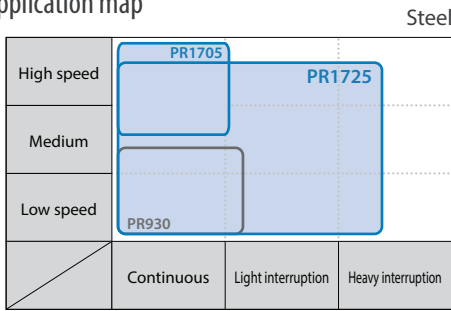 pplication map
Steel
High speed
PR1705
PR1725
Medium
Low speed
PR930
Continuous
Light interruption
Heavy interruption